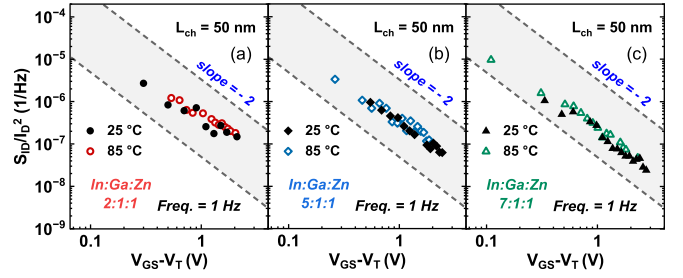 S_ID/I_D^2 (1/Hz)
10^-4
10^-5
10^-6
10^-7
10^-8
10^-9
L_ch = 50 nm
(a)
slope = - 2
25 °C
85 °C
In:Ga:Zn
2:1:1
Freq. = 1 Hz
0.1
1
V_GS-V_T (V)
L_ch = 50 nm
(b)
slope = - 2
25 °C
85 °C
In:Ga:Zn
5:1:1
Freq. = 1 Hz
0.1
1
V_GS-V_T (V)
L_ch = 50 nm
(c)
slope = - 2
25 °C
85 °C
In:Ga:Zn
7:1:1
Freq. = 1 Hz
0.1
1
V_GS-V_T (V)